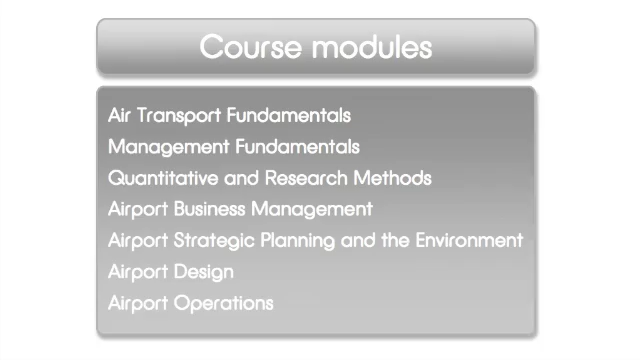 Course modules
Air Transport Fundamentals
Management Fundamentals
Quantitative and Research Methods
Airport Business Management
Airport Strategic Planning and the Environment
Airport Design
Airport Operations